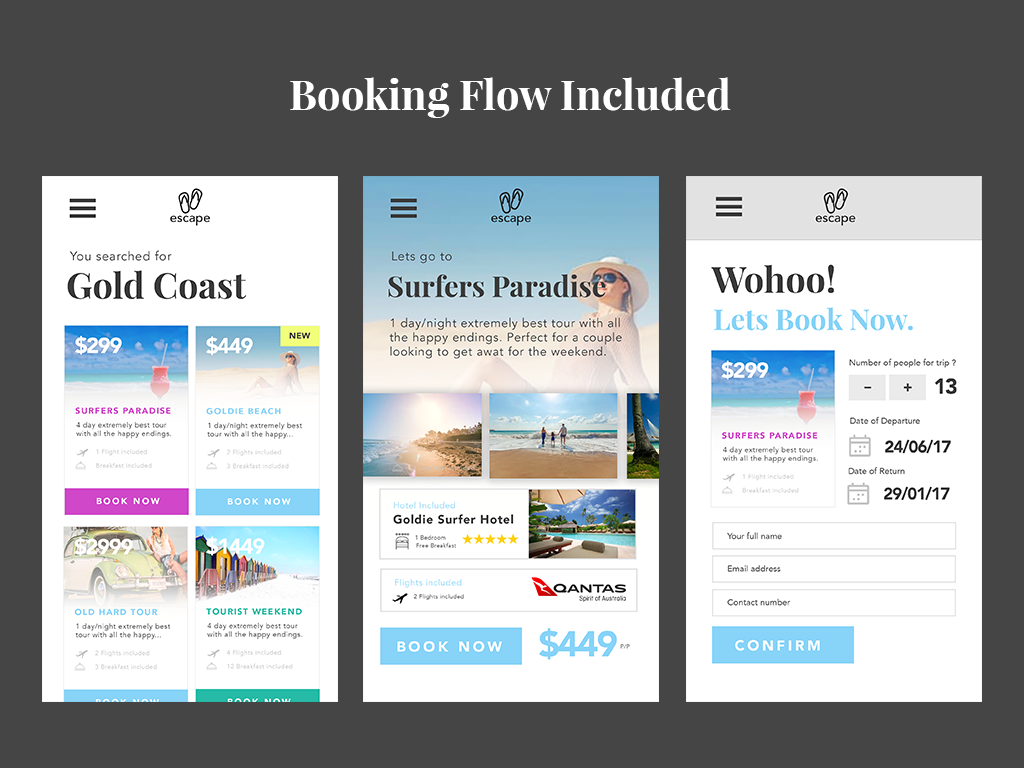 Booking Flow Included
escape
You searched for
Gold Coast
$299
SURFERS PARADISE
4 day extremely best tour
with all the happy endings.
1 Flight included
Breakfast included
BOOK NOW
$449
NEW
GOLDIE BEACH
1 day/night extremely best
tour with all the happy...
2 Flights included
3 Breakfast included
BOOK NOW
$2999
OLD HARD TOUR
1 day/night extremely best
tour with all the happy...
2 Flights included
3 Breakfast included
BOOK NOW
$1449
TOURIST WEEKEND
4 day extremely best tour
with all the happy endings.
4 Flights included
12 Breakfast included
BOOK NOW
escape
Lets go to
Surfers Paradise
1 day/night extremely best tour with all
the happy endings. Perfect for a couple
looking to get awat for the weekend.
Hotel Included
Goldie Surfer Hotel
1 Bedroom
Free Breakfast
Flights included
2 Flights included
QANTAS
Spirit of Australia
BOOK NOW
$449 P/P
escape
Wohoo!
Lets Book Now.
$299
SURFERS PARADISE
4 day extremely best tour
with all the happy endings.
1 Flight included
Breakfast included
Number of people for trip ?
− + 13
Date of Departure
24/06/17
Date of Return
29/01/17
Your full name
Email address
Contact number
CONFIRM